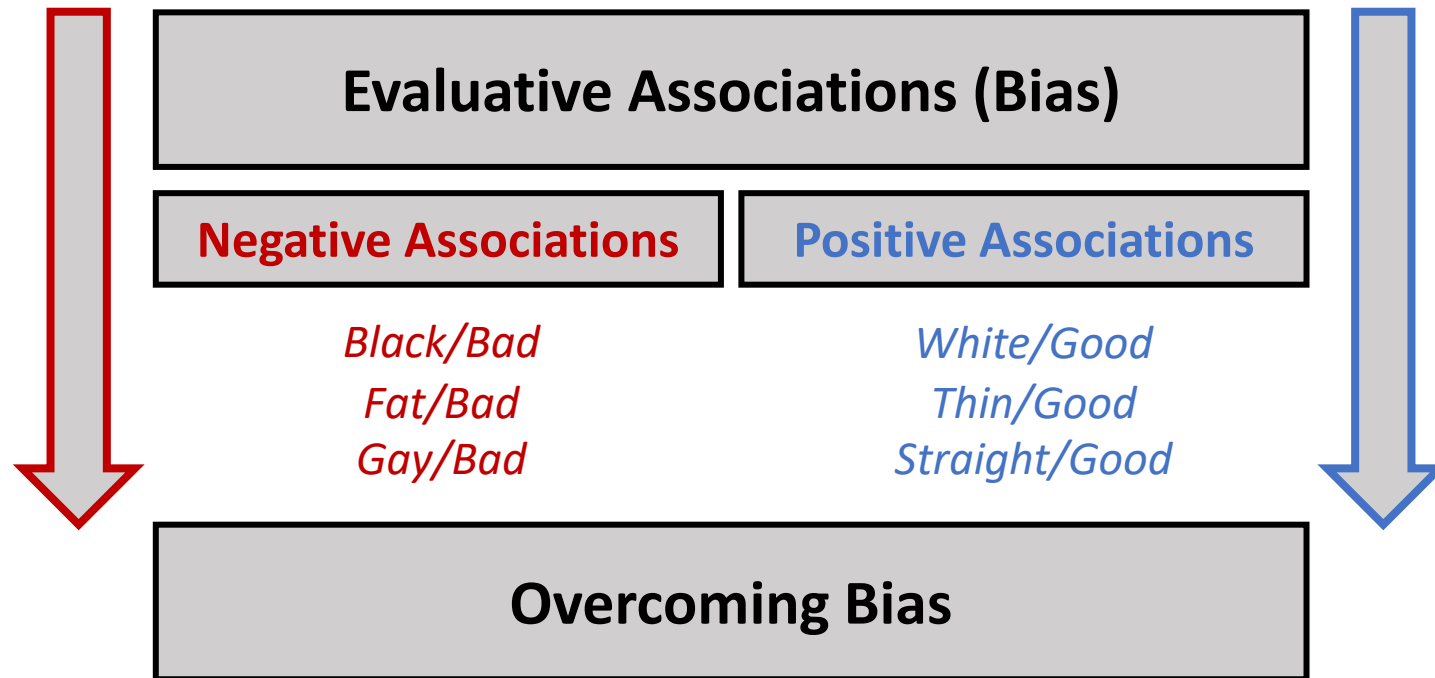 Evaluative Associations (Bias)
Negative Associations
Positive Associations
Black/Bad
Fat/Bad
Gay/Bad
White/Good
Thin/Good
Straight/Good
Overcoming Bias